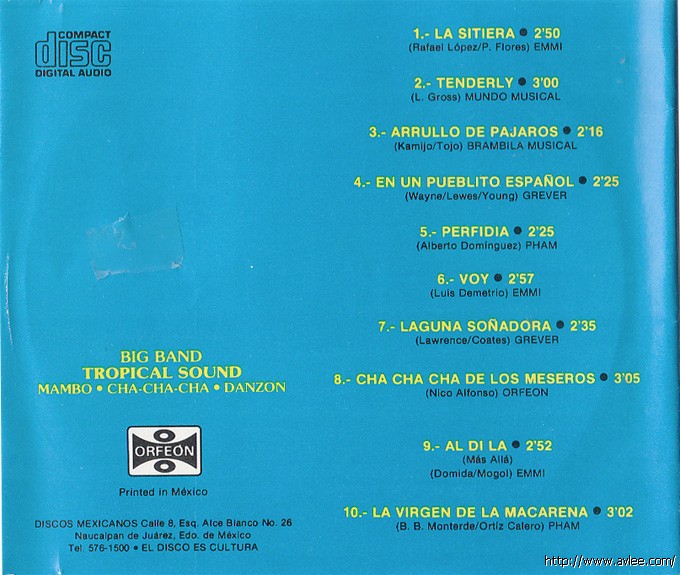 COMPACT
disc
DIGITAL AUDIO
1.- LA SITIERA ● 2'50
(Rafael López/P. Flores) EMMI
2.- TENDERLY ● 3'00
(L. Gross) MUNDO MUSICAL
3.- ARRULLO DE PAJAROS ● 2'16
(Kamijo/Tojo) BRAMBILA MUSICAL
4.- EN UN PUEBLITO ESPAÑOL ● 2'25
(Wayne/Lewes/Young) GREVER
5.- PERFIDIA ● 2'25
(Alberto Domínguez) PHAM
6.- VOY ● 2'57
(Luis Demetrio) EMMI
7.- LAGUNA SOÑADORA ● 2'35
(Lawrence/Coates) GREVER
8.- CHA CHA CHA DE LOS MESEROS ● 3'05
(Nico Alfonso) ORFEON
9.- AL DI LA ● 2'52
(Más Allá)
(Domida/Mogol) EMMI
10.- LA VIRGEN DE LA MACARENA ● 3'02
(B. B. Monterde/Ortíz Calero) PHAM
BIG BAND
TROPICAL SOUND
MAMBO • CHA-CHA-CHA • DANZON
ORFEON
Printed in México
DISCOS MEXICANOS Calle 8, Esq. Alce Blanco No. 26
Naucalpan de Juárez, Edo. de México
Tel. 576-1500 • EL DISCO ES CULTURA
http://www.avlee.com/